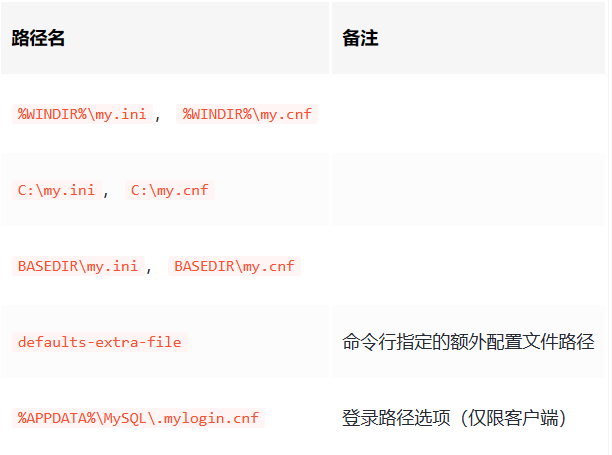 路径名 备注
%WINDIR%\my.ini , %WINDIR%\my.cnf
C:\my.ini , C:\my.cnf
BASEDIR\my.ini , BASEDIR\my.cnf
defaults-extra-file 命令行指定的额外配置文件路径
%APPDATA%\MySQL\.mylogin.cnf 登录路径选项（仅限客户端）